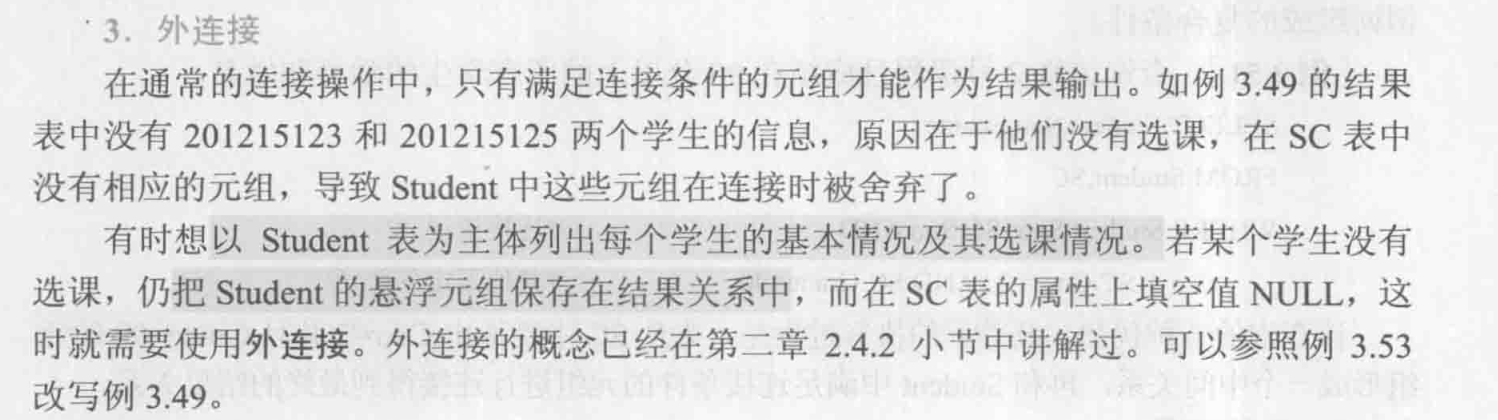 3．外连接
在通常的连接操作中，只有满足连接条件的元组才能作为结果输出。如例 3.49 的结果
表中没有 201215123 和 201215125 两个学生的信息，原因在于他们没有选课，在 SC 表中
没有相应的元组，导致 Student 中这些元组在连接时被舍弃了。
有时想以 Student 表为主体列出每个学生的基本情况及其选课情况。若某个学生没有
选课，仍把 Student 的悬浮元组保存在结果关系中，而在 SC 表的属性上填空值 NULL，这
时就需要使用外连接。外连接的概念已经在第二章 2.4.2 小节中讲解过。可以参照例 3.53
改写例 3.49。